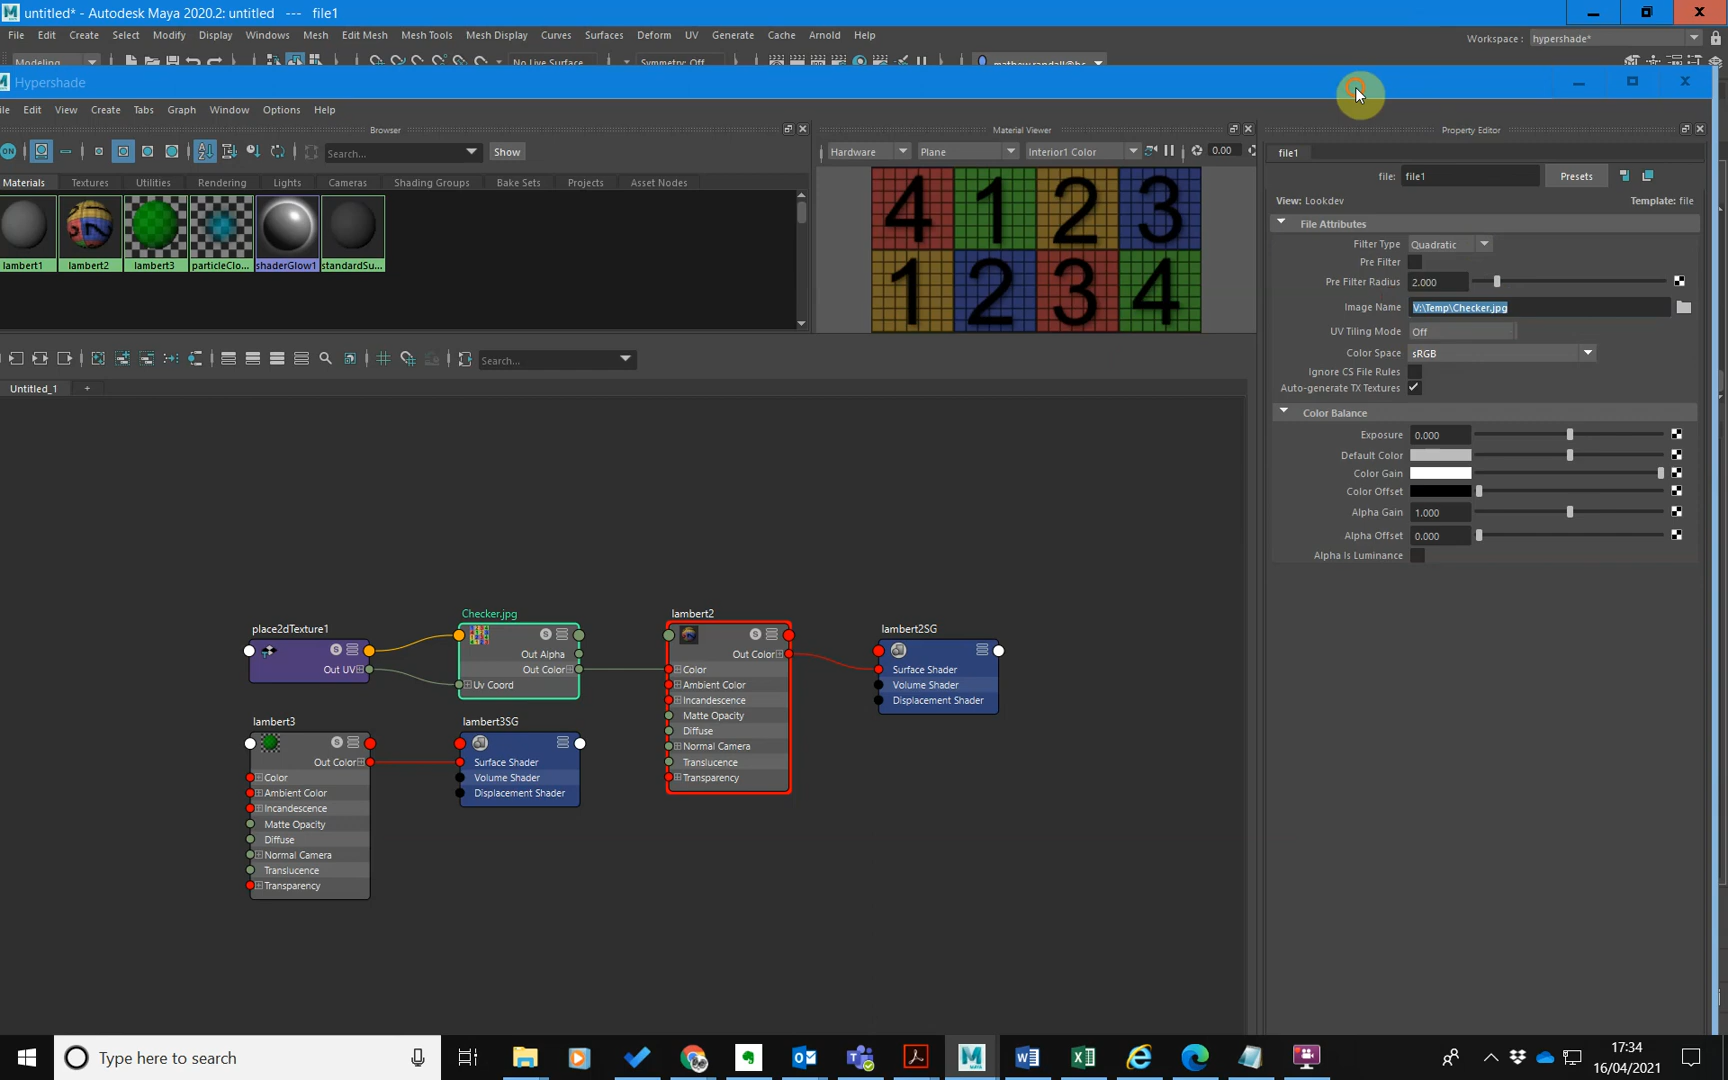 untitled* - Autodesk Maya 2020.2: untitled   ---   file1
File Edit Create Select Modify Display Windows Mesh Edit Mesh Mesh Tools Mesh Display Curves Surfaces Deform UV Generate Cache Arnold Help
Workspace : hypershade*
Modeling No Live Surface Symmetry: Off
Hypershade
Edit View Create Tabs Graph Window Options Help
Browser
Material Viewer
Property Editor
ON Search... Show
Hardware Plane Interior1 Color 0.00
file1
Materials Textures Utilities Rendering Lights Cameras Shading Groups Bake Sets Projects Asset Nodes
file: file1 Presets
View: Lookdev Template: file
lambert1 lambert2 lambert3 particleClo... shaderGlow1 standardSu...
4 1 2 3
1 2 3 4
File Attributes
Filter Type Quadratic
Pre Filter
Pre Filter Radius 2.000
Image Name V:\Temp\Checker.jpg
UV Tiling Mode Off
Color Space sRGB
Ignore CS File Rules
Auto-generate TX Textures
Color Balance
Exposure 0.000
Default Color
Color Gain
Color Offset
Alpha Gain 1.000
Alpha Offset 0.000
Alpha Is Luminance
Search...
Untitled_1 +
place2dTexture1
Out UV
Checker.jpg
Out Alpha
Out Color
Uv Coord
lambert2
Out Color
Color
Ambient Color
Incandescence
Matte Opacity
Diffuse
Normal Camera
Translucence
Transparency
lambert2SG
Surface Shader
Volume Shader
Displacement Shader
lambert3
Out Color
Color
Ambient Color
Incandescence
Matte Opacity
Diffuse
Normal Camera
Translucence
Transparency
lambert3SG
Surface Shader
Volume Shader
Displacement Shader
Type here to search
17:34
16/04/2021